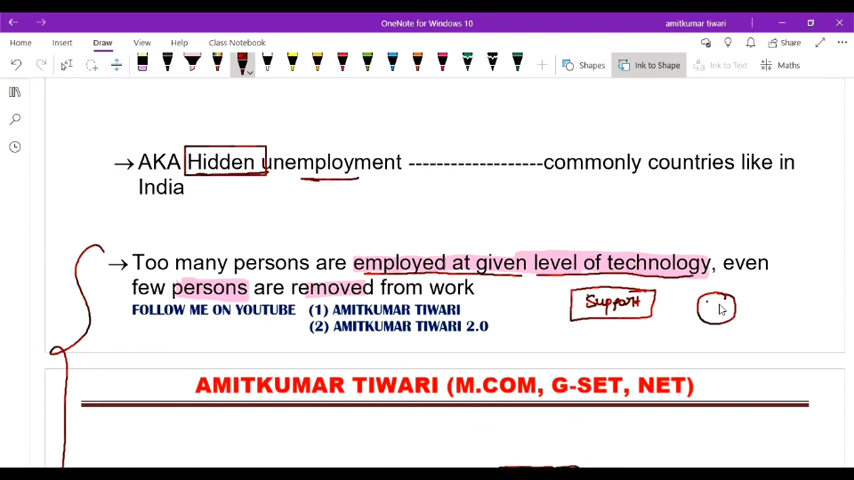 OneNote for Windows 10
amitkumar tiwari
Home Insert Draw View Help Class Notebook
Share
Shapes Ink to Shape Ink to Text Maths
→ AKA Hidden unemployment -------------------commonly countries like in
India
→ Too many persons are employed at given level of technology, even
few persons are removed from work
Support
FOLLOW ME ON YOUTUBE (1) AMITKUMAR TIWARI
(2) AMITKUMAR TIWARI 2.0
AMITKUMAR TIWARI (M.COM, G-SET, NET)